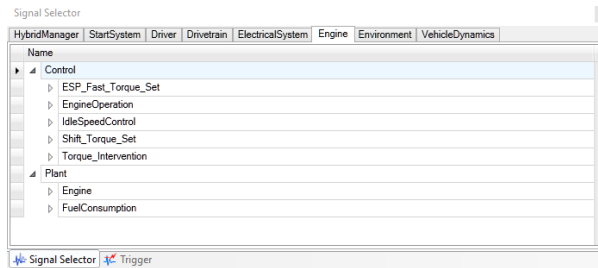 Signal Selector
HybridManager StartSystem Driver Drivetrain ElectricalSystem Engine Environment VehicleDynamics
Name
Control
ESP_Fast_Torque_Set
EngineOperation
IdleSpeedControl
Shift_Torque_Set
Torque_Intervention
Plant
Engine
FuelConsumption
Signal Selector Trigger